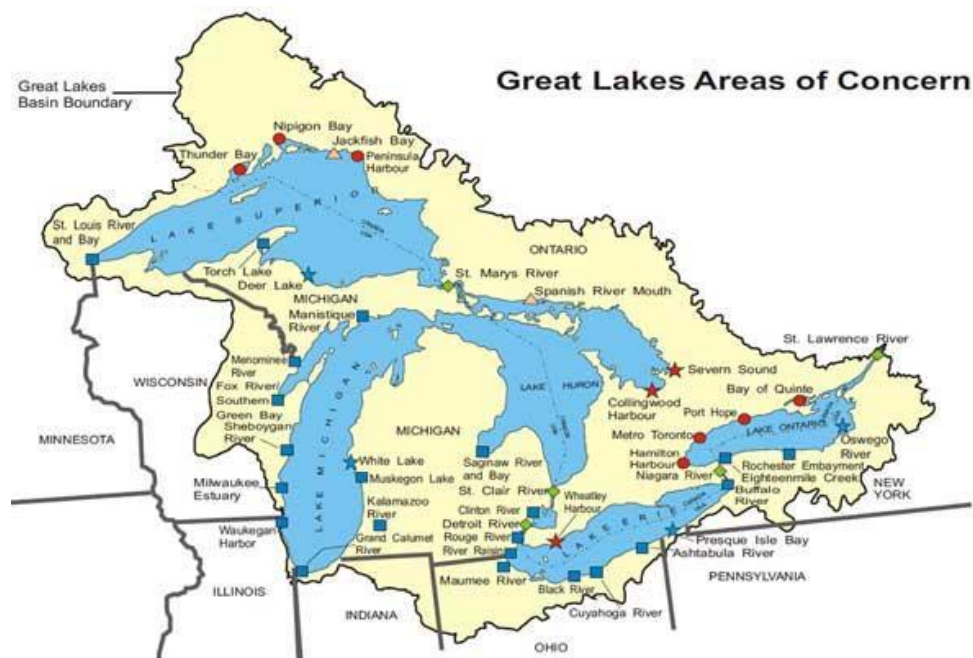 Great Lakes Areas of Concern
Great Lakes
Basin Boundary
Nipigon Bay
Jackfish Bay
Thunder Bay
Peninsula
Harbour
LAKE SUPERIOR
CANADA
USA
St. Louis River
and Bay
ONTARIO
Torch Lake
Deer Lake
St. Marys River
Spanish River Mouth
MICHIGAN
Manistique
River
St. Lawrence River
Menominee
River
WISCONSIN
Fox River/
Southern
Green Bay
LAKE HURON
Severn Sound
Collingwood
Harbour
Bay of Quinte
Port Hope
MINNESOTA
Sheboygan
River
LAKE MICHIGAN
MICHIGAN
Metro Toronto
LAKE ONTARIO
Oswego
River
Hamilton
Harbour
Saginaw River
and Bay
White Lake
Muskegon Lake
Niagara River
Rochester Embayment
Eighteenmile Creek
Buffalo
River
NEW
YORK
Milwaukee
Estuary
St. Clair River
Wheatley
Harbour
Kalamazoo
River
Clinton River
Detroit River
Rouge River
River Raisin
LAKE ERIE
CANADA
USA
Waukegan
Harbor
Grand Calumet
River
Presque Isle Bay
Ashtabula River
Maumee River
Black River
Cuyahoga River
PENNSYLVANIA
ILLINOIS
INDIANA
OHIO